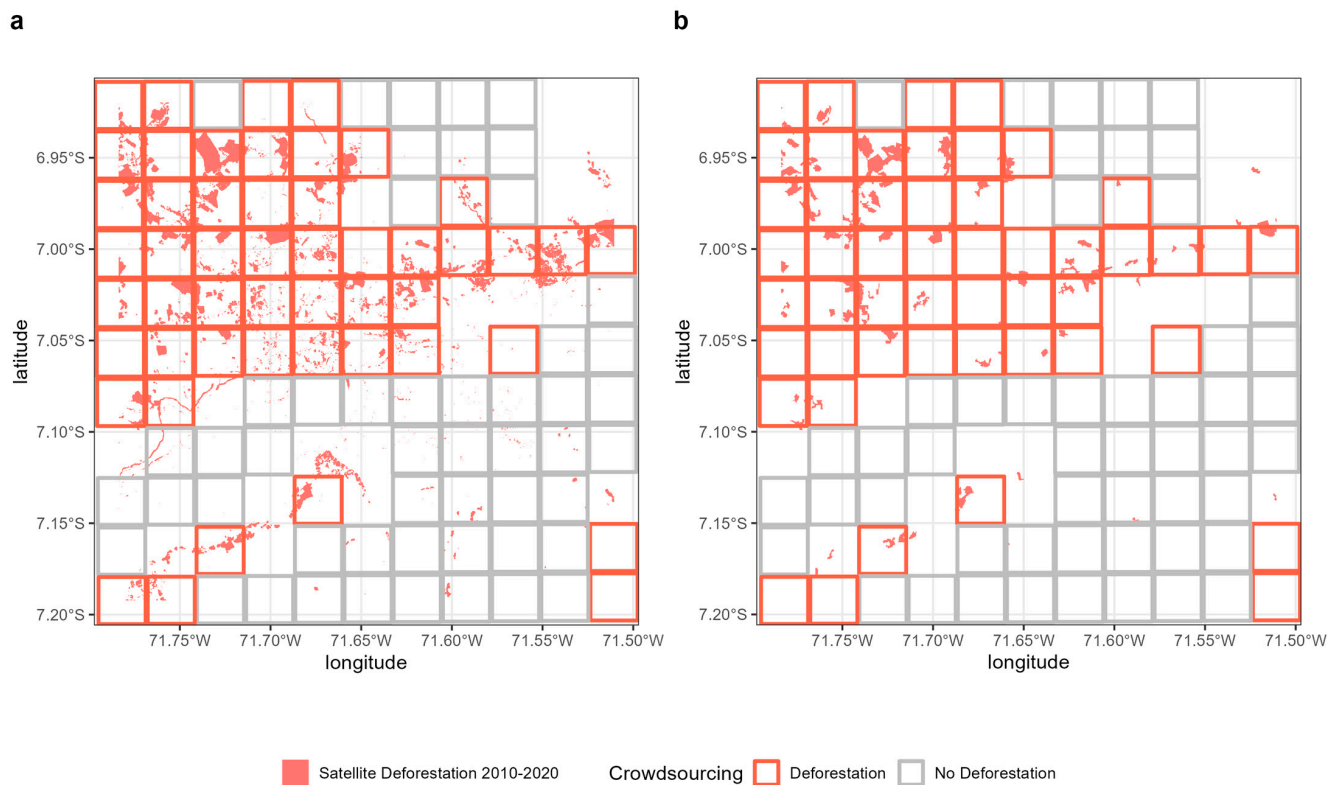 a
b
6.95°S
7.00°S
7.05°S
7.10°S
7.15°S
7.20°S
latitude
71.75°W 71.70°W 71.65°W 71.60°W 71.55°W 71.50°W
longitude
6.95°S
7.00°S
7.05°S
7.10°S
7.15°S
7.20°S
latitude
71.75°W 71.70°W 71.65°W 71.60°W 71.55°W 71.50°W
longitude
Satellite Deforestation 2010-2020 Crowdsourcing Deforestation No Deforestation